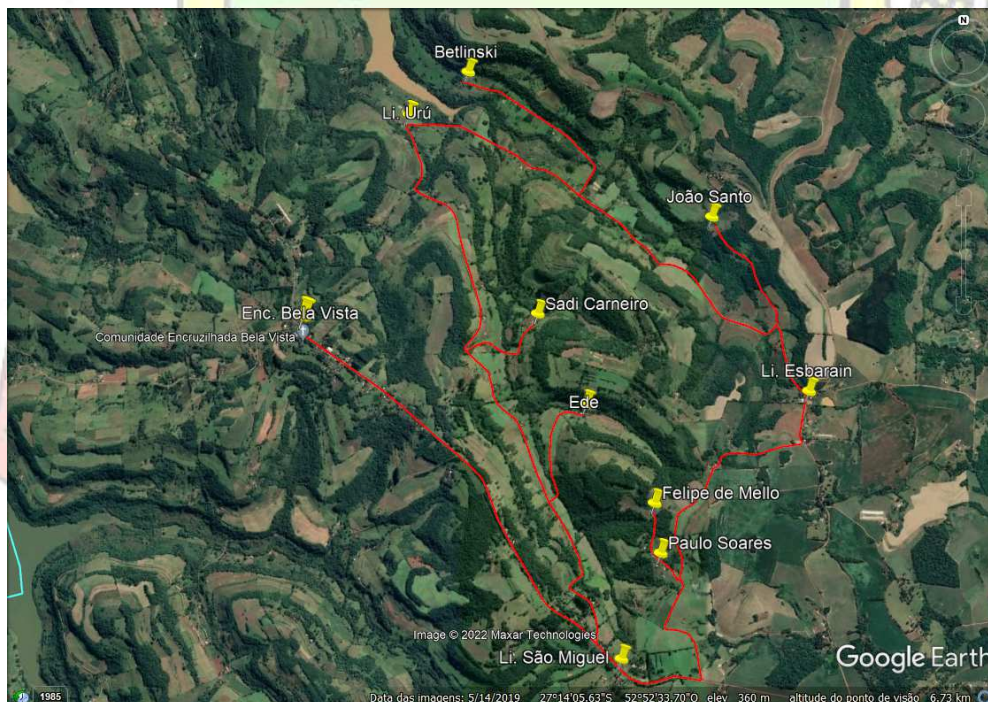 N
Betlinski
Li. Urú
João Santo
Sadi Carneiro
Enc. Bela Vista
Comunidade Encruzilhada Bela Vista
Li. Esbarain
Ede
Felipe de Mello
Paulo Soares
Image © 2022 Maxar Technologies
Li. São Miguel
Google Earth
1985
Data das imagens: 5/14/2019 27°14'05.63"S 52°52'33.70"O elev 360 m altitude do ponto de visão 6.73 km